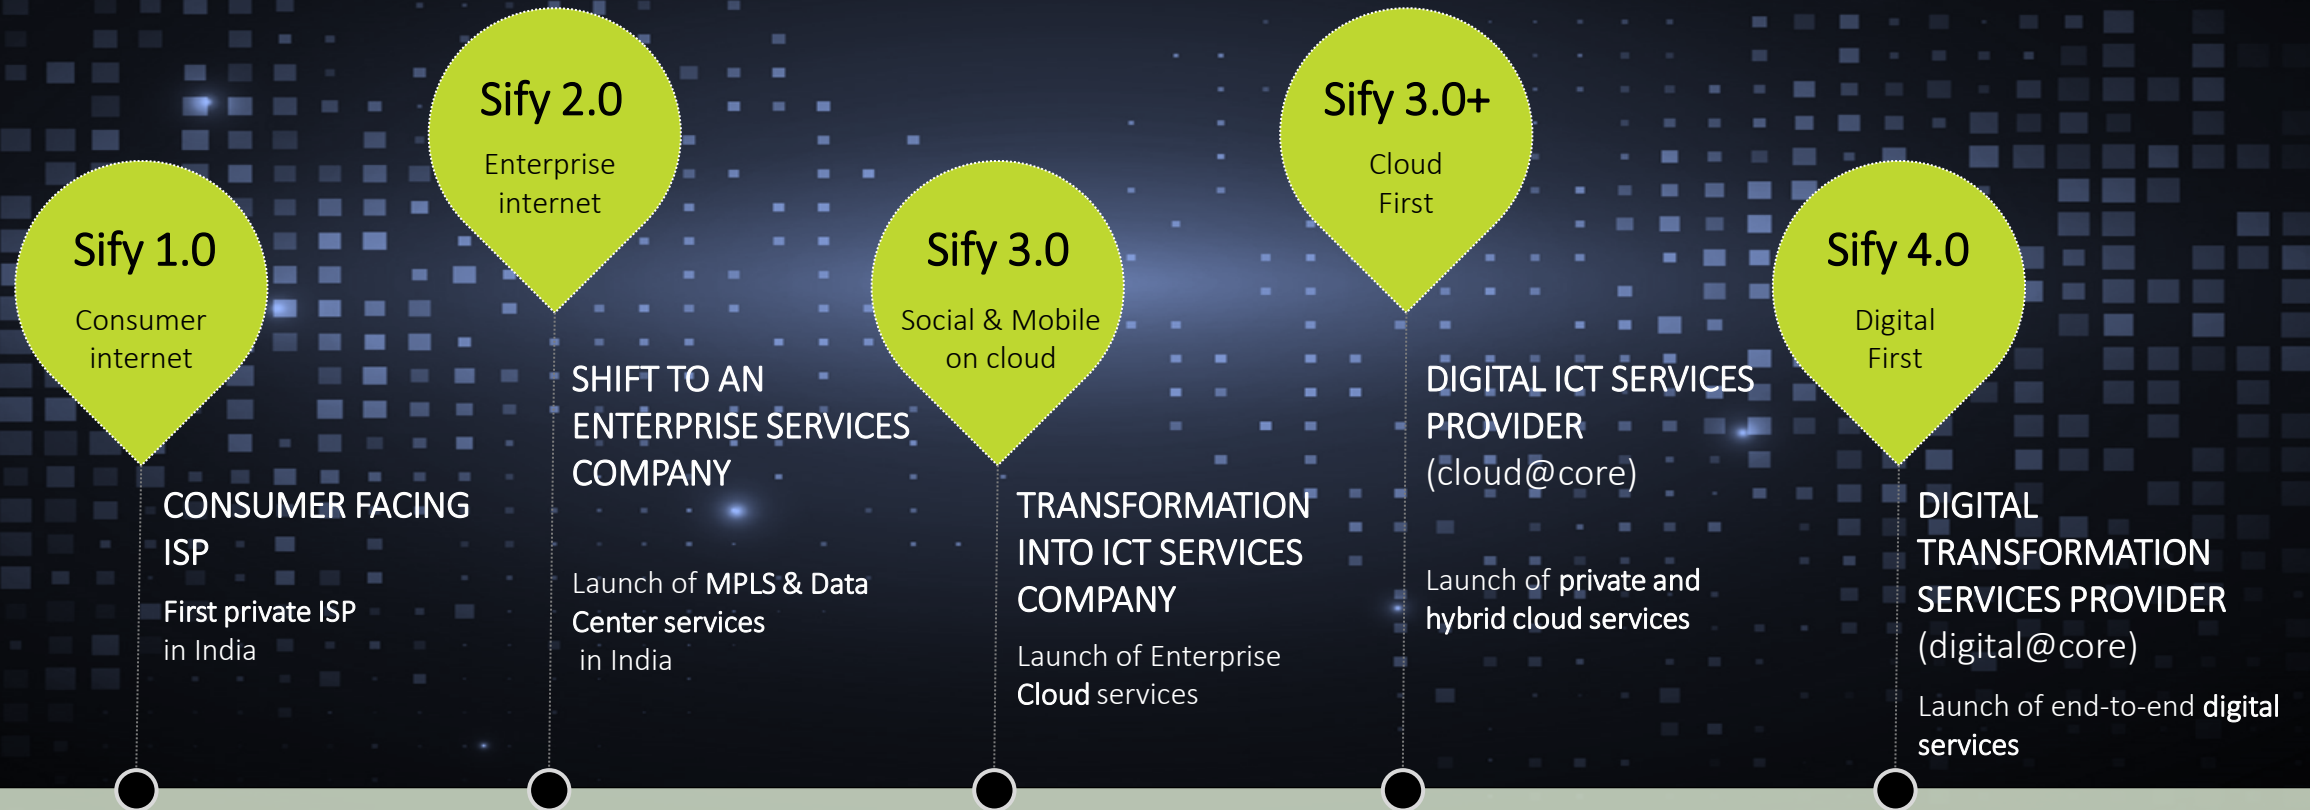 Sify 1.0
Consumer
internet
CONSUMER FACING
ISP
First private ISP
in India
Sify 2.0
Enterprise
internet
SHIFT TO AN
ENTERPRISE SERVICES
COMPANY
Launch of MPLS & Data
Center services
in India
Sify 3.0
Social & Mobile
on cloud
TRANSFORMATION
INTO ICT SERVICES
COMPANY
Launch of Enterprise
Cloud services
Sify 3.0+
Cloud
First
DIGITAL ICT SERVICES
PROVIDER
(cloud@core)
Launch of private and
hybrid cloud services
Sify 4.0
Digital
First
DIGITAL
TRANSFORMATION
SERVICES PROVIDER
(digital@core)
Launch of end-to-end digital
services